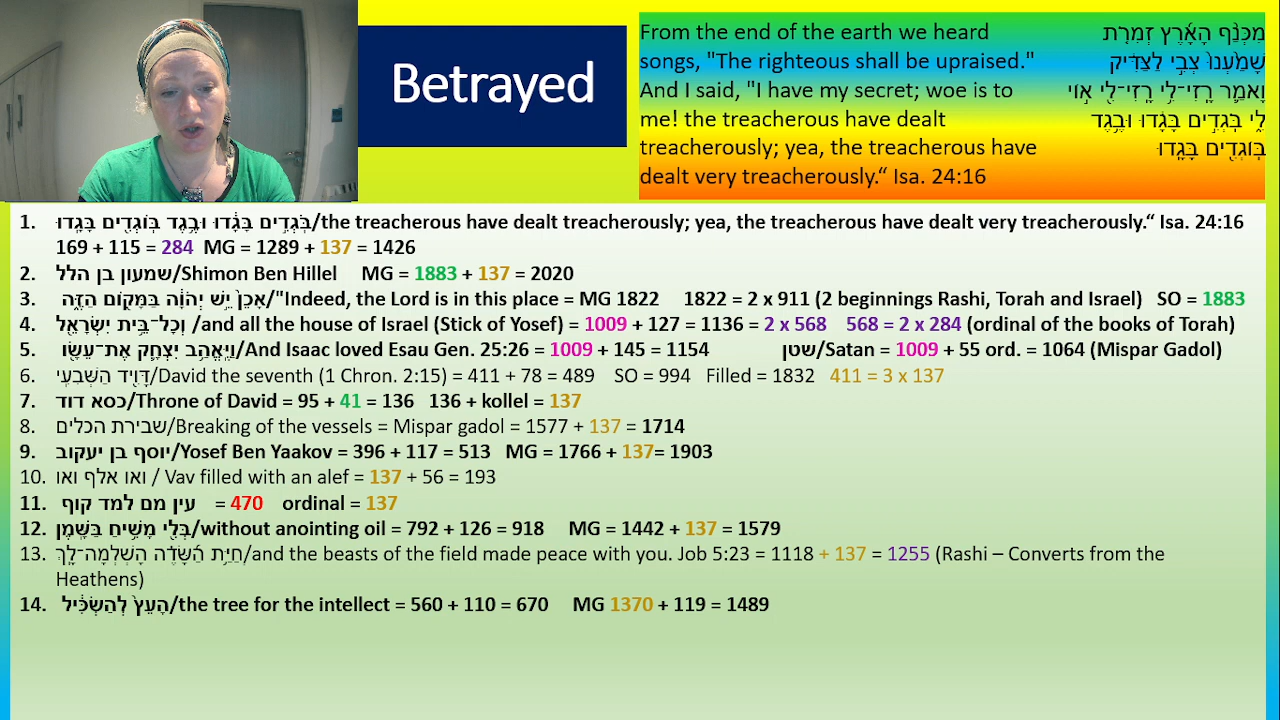 Betrayed
From the end of the earth we heard
songs, "The righteous shall be upraised."
And I said, "I have my secret; woe is to
me! the treacherous have dealt
treacherously; yea, the treacherous have
dealt very treacherously.“ Isa. 24:16
מִכְּנַ֨ף הָאָ֜רֶץ זְמִרֹ֤ת
שָׁמַ֙עְנוּ֙ צְבִ֣י לַצַּדִּ֔יק
וָאֹמַ֛ר רָזִי־לִ֥י רָֽזִי־לִ֖י א֣וֹי
לִ֑י בֹּגְדִ֣ים בָּגָ֔דוּ וּבֶ֥גֶד
בּוֹגְדִ֖ים בָּגָֽדוּ
1. בֹּגְדִ֣ים בָּגָ֔דוּ וּבֶ֥גֶד בּוֹגְדִ֖ים בָּגָֽדוּ/the treacherous have dealt treacherously; yea, the treacherous have dealt very treacherously.“ Isa. 24:16
169 + 115 = 284 MG = 1289 + 137 = 1426
2. שמעון בן הלל/Shimon Ben Hillel MG = 1883 + 137 = 2020
3. אָכֵן֙ יֵ֣שׁ יְהֹוָ֔ה בַּמָּק֖וֹם הַזֶּ֑ה/"Indeed, the Lord is in this place = MG 1822 1822 = 2 x 911 (2 beginnings Rashi, Torah and Israel) SO = 1883
4. וְכָל־בֵּ֥ית יִשְׂרָאֵ֖ל /and all the house of Israel (Stick of Yosef) = 1009 + 127 = 1136 = 2 x 568 568 = 2 x 284 (ordinal of the books of Torah)
5. וַיֶּאֱהַ֥ב יִצְחָ֛ק אֶת־עֵשָׂ֖ו/And Isaac loved Esau Gen. 25:26 = 1009 + 145 = 1154 שטן/Satan = 1009 + 55 ord. = 1064 (Mispar Gadol)
6. דָּוִ֖יד הַשְּׁבִעִֽי/David the seventh (1 Chron. 2:15) = 411 + 78 = 489 SO = 994 Filled = 1832 411 = 3 x 137
7. כסא דוד/Throne of David = 95 + 41 = 136 136 + kollel = 137
8. שבירת הכלים/Breaking of the vessels = Mispar gadol = 1577 + 137 = 1714
9. יוסף בן יעקוב/Yosef Ben Yaakov = 396 + 117 = 513 MG = 1766 + 137= 1903
10. ואו אלף ואו / Vav filled with an alef = 137 + 56 = 193
11. עין מם למד קוף = 470 ordinal = 137
12. בְּלִ֖י מָשִׁ֥יחַ בַּשָּֽׁמֶן/without anointing oil = 792 + 126 = 918 MG = 1442 + 137 = 1579
13. חַיַּ֥ת הַ֝שָּׂדֶ֗ה הָשְׁלְמָה־לָֽךְ/and the beasts of the field made peace with you. Job 5:23 = 1118 + 137 = 1255 (Rashi – Converts from the
Heathens)
14. הָעֵץ֙ לְהַשְׂכִּ֔יל/the tree for the intellect = 560 + 110 = 670 MG 1370 + 119 = 1489